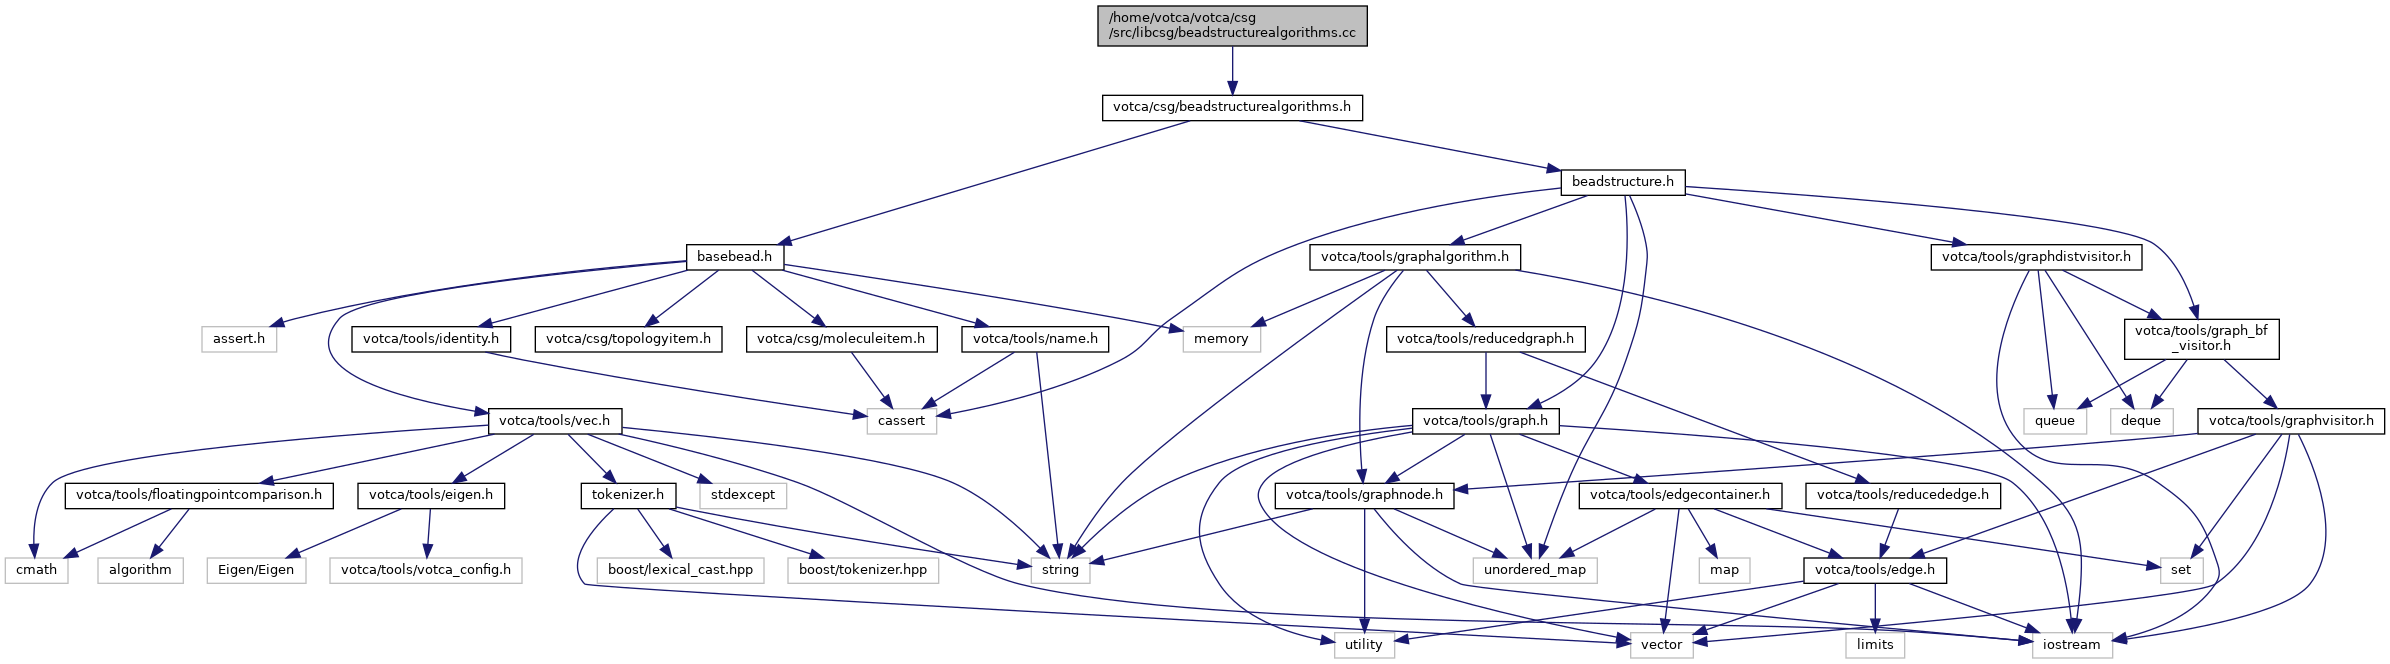 /home/votca/votca/csg
/src/libcsg/beadstructurealgorithms.cc
votca/csg/beadstructurealgorithms.h
beadstructure.h
basebead.h
votca/tools/graphalgorithm.h
votca/tools/graphdistvisitor.h
assert.h
votca/tools/identity.h
votca/csg/topologyitem.h
votca/csg/moleculeitem.h
votca/tools/name.h
memory
votca/tools/reducedgraph.h
votca/tools/graph_bf
_visitor.h
votca/tools/vec.h
cassert
votca/tools/graph.h
queue
deque
votca/tools/graphvisitor.h
votca/tools/floatingpointcomparison.h
votca/tools/eigen.h
tokenizer.h
stdexcept
votca/tools/graphnode.h
votca/tools/edgecontainer.h
votca/tools/reducededge.h
cmath
algorithm
Eigen/Eigen
votca/tools/votca_config.h
boost/lexical_cast.hpp
boost/tokenizer.hpp
string
unordered_map
map
votca/tools/edge.h
set
utility
vector
limits
iostream